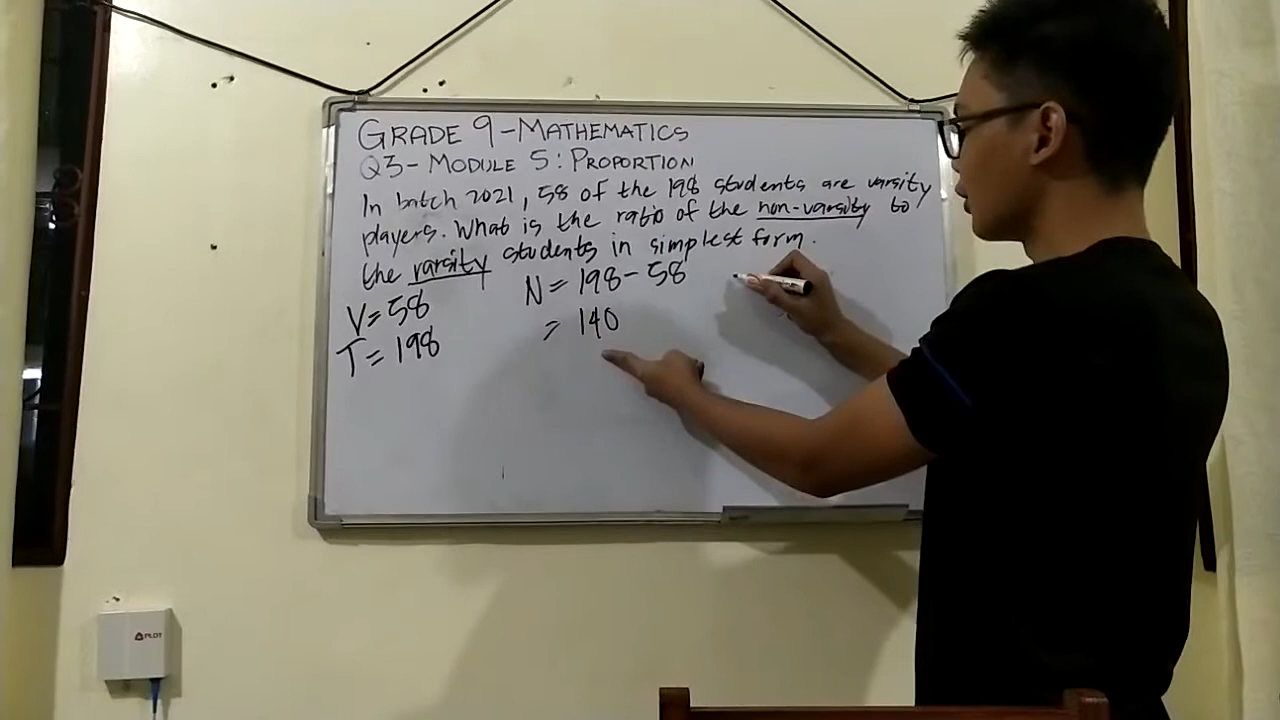 GRADE 9-MATHEMATICS
Q3-MODULE 5: PROPORTION
In batch 2021, 58 of the 198 students are varsity
players. What is the ratio of the non-varsity to
the varsity students in simplest form.
V=58
T=198
N=198-58
=140
PLDT